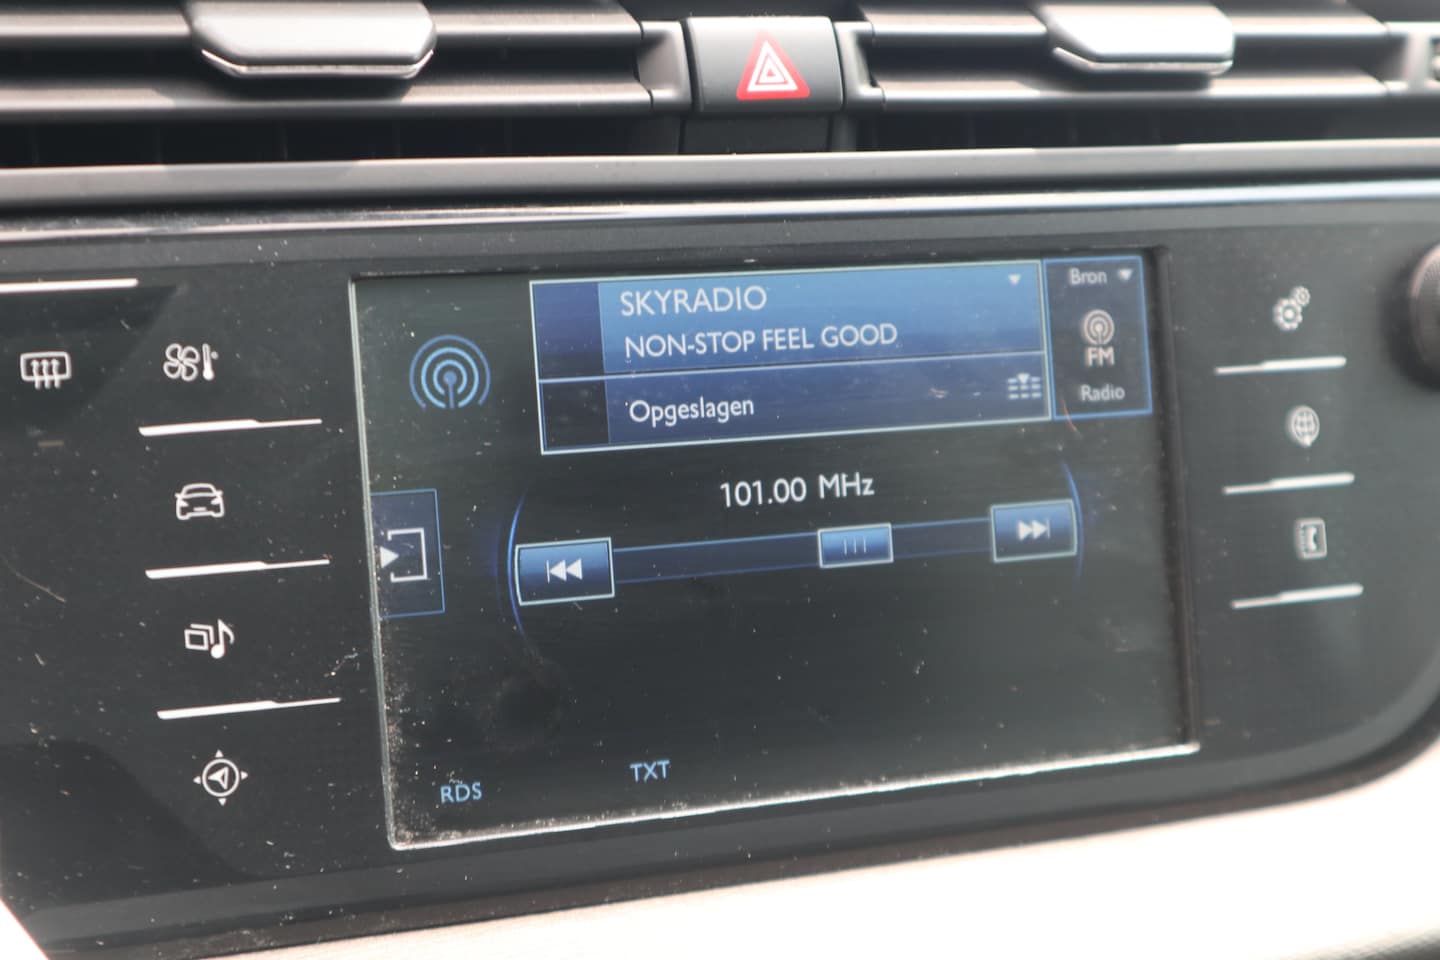 SKYRADIO
NON-STOP FEEL GOOD
Opgeslagen
Bron
FM
Radio
101.00 MHz
RDS
TXT